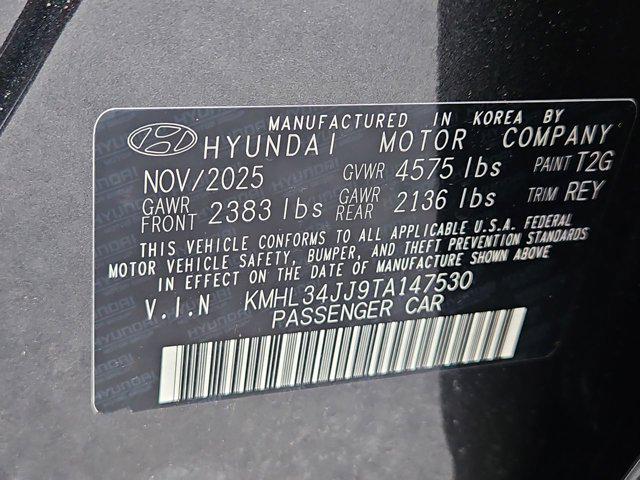 MANUFACTURED IN KOREA BY
HYUNDAI MOTOR COMPANY
NOV/2025 GVWR 4575 lbs PAINT T2G
GAWR FRONT 2383 lbs GAWR REAR 2136 lbs TRIM REY
THIS VEHICLE CONFORMS TO ALL APPLICABLE U.S.A. FEDERAL
MOTOR VEHICLE SAFETY, BUMPER, AND THEFT PREVENTION STANDARDS
IN EFFECT ON THE DATE OF MANUFACTURE SHOWN ABOVE.
V.I.N KMHL34JJ9TA147530
PASSENGER CAR